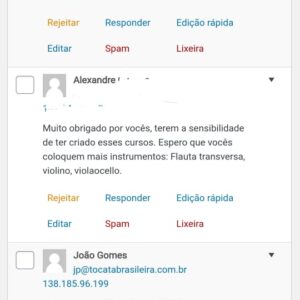 Rejeitar Responder Edição rápida
Editar Spam Lixeira
Alexandre
Muito obrigado por vocês, terem a sensibilidade
de ter criado esses cursos. Espero que vocês
coloquem mais instrumentos: Flauta transversa,
violino, violaocello.
Rejeitar Responder Edição rápida
Editar Spam Lixeira
João Gomes
jp@tocatabrasileira.com.br
138.185.96.199